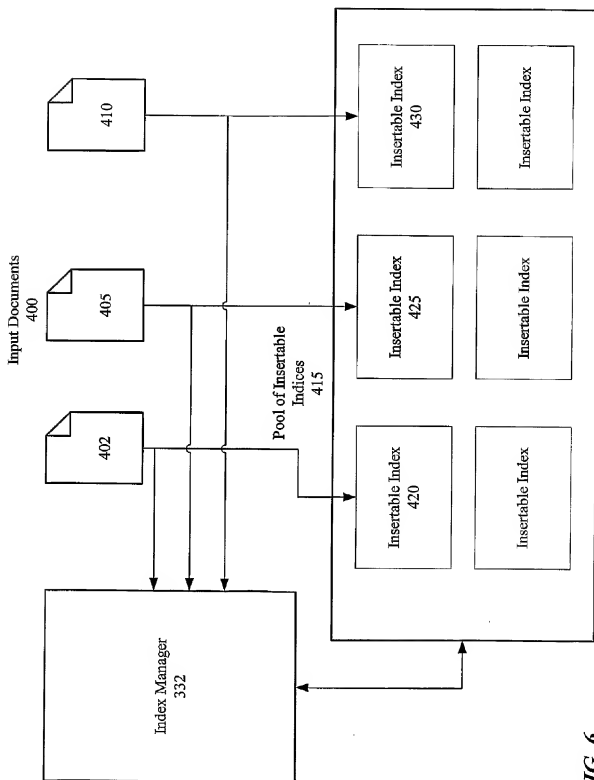 Input Documents
400
402
405
410
Index Manager
332
Pool of Insertable
Indices
415
Insertable Index
420
Insertable Index
425
Insertable Index
430
Insertable Index
Insertable Index
Insertable Index
IG. 6